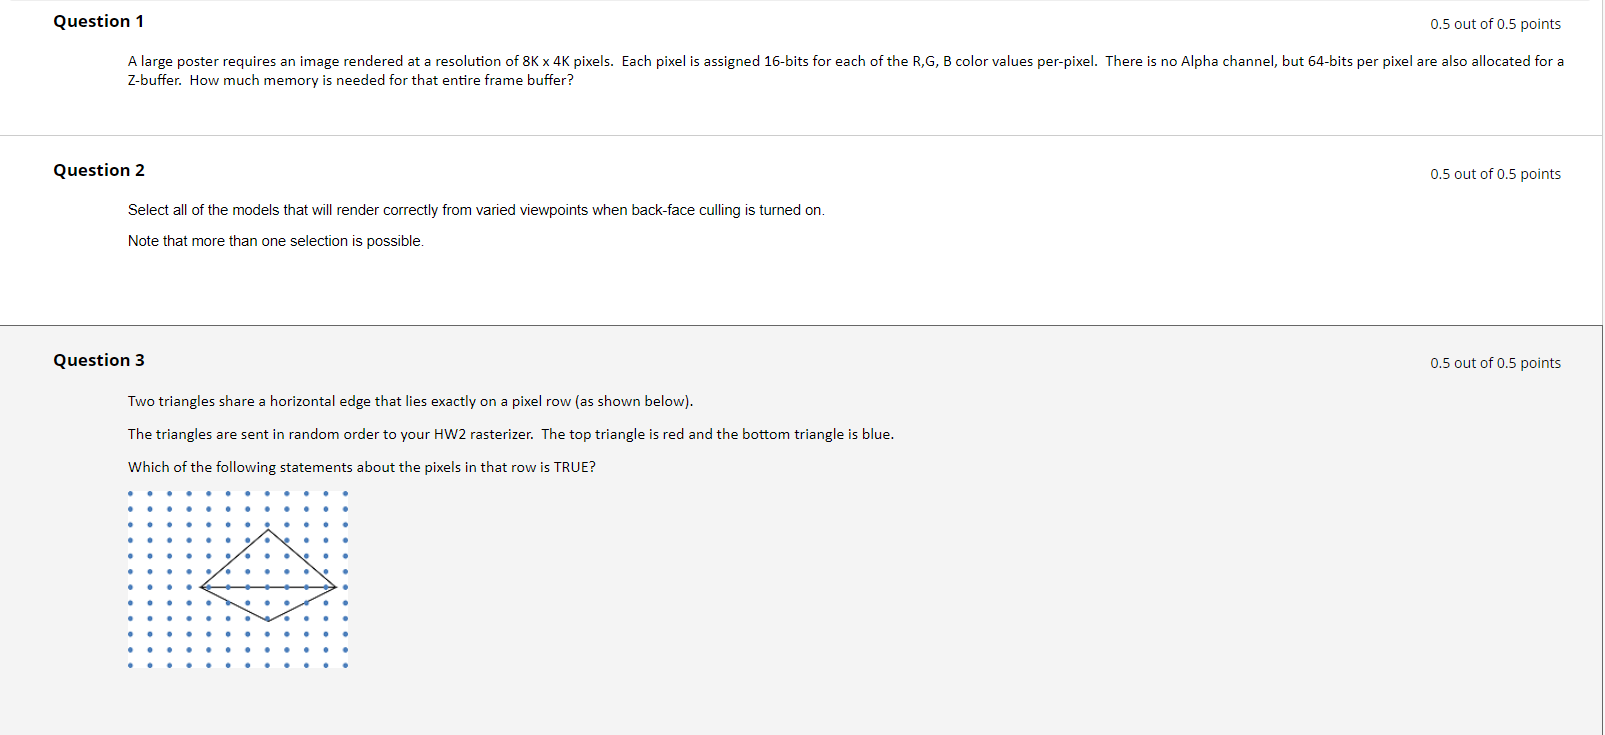 Question 1
0.5 out of 0.5 points
A large poster requires an image rendered at a resolution of 8K x 4K pixels.  Each pixel is assigned 16-bits for each of the R,G, B color values per-pixel.  There is no Alpha channel, but 64-bits per pixel are also allocated for a
Z-buffer.  How much memory is needed for that entire frame buffer?
Question 2
0.5 out of 0.5 points
Select all of the models that will render correctly from varied viewpoints when back-face culling is turned on.
Note that more than one selection is possible.
Question 3
0.5 out of 0.5 points
Two triangles share a horizontal edge that lies exactly on a pixel row (as shown below).
The triangles are sent in random order to your HW2 rasterizer.  The top triangle is red and the bottom triangle is blue.
Which of the following statements about the pixels in that row is TRUE?